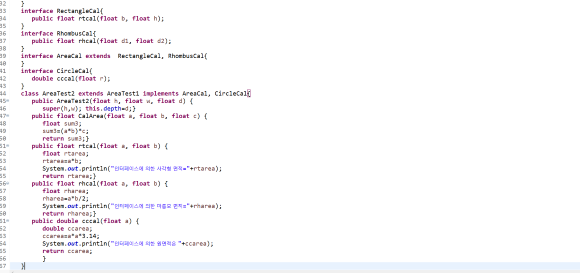 32 }
33 interface RectangleCal{
34 public float rtcal(float b, float h);
35 }
36 interface RhombusCal{
37 public float rhcal(float d1, float d2);
38 }
39 interface AreaCal extends RectangleCal, RhombusCal{
40 }
41 interface CircleCal{
42 double cccal(float r);
43 }
44 class AreaTest2 extends AreaTest1 implements AreaCal, CircleCal{
45 public AreaTest2(float h, float w, float d) {
46 super(h,w); this.depth=d;}
47 public float CalArea(float a, float b, float c) {
48 float sum3;
49 sum3=(a*b)*c;
50 return sum3;}
51 public float rtcal(float a, float b) {
52 float rtarea;
53 rtarea=a*b;
54 System.out.println("인터페이스에 의한 사각형 면적="+rtarea);
55 return rtarea;}
56 public float rhcal(float a, float b) {
57 float rharea;
58 rharea=a*b/2;
59 System.out.println("인터페이스에 의한 마름모 면적="+rharea);
60 return rharea;}
61 public double cccal(float a) {
62 double ccarea;
63 ccarea=a*a*3.14;
64 System.out.println("인터페이스에 의한 원면적은 "+ccarea);
65 return ccarea;
66 }
67 }